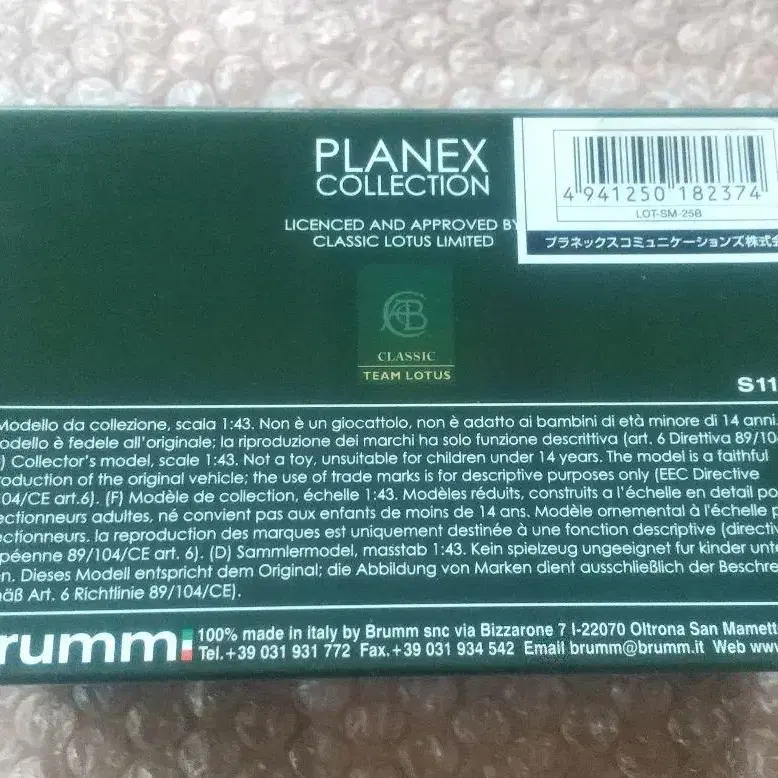 PLANEX
COLLECTION
LICENCED AND APPROVED BY
CLASSIC LOTUS LIMITED
4 941250 182374
LOT-SM-25B
プラネックスコミュニケーションズ株式会
CLASSIC
TEAM LOTUS
S11
Modello da collezione, scala 1:43. Non è un giocattolo, non è adatto ai bambini di età minore di 14 anni.
odello è fedele all'originale; la riproduzione dei marchi ha solo funzione descrittiva (art. 6 Direttiva 89/10
) Collector's model, scale 1:43. Not a toy, unsuitable for children under 14 years. The model is a faithful
oduction of the original vehicle; the use of trade marks is for descriptive purposes only (EEC Directive
04/CE art.6). (F) Modèle de collection, échelle 1:43. Modèles réduits, construits a l'échelle en detail po
ectionneurs adultes, né convient pas aux enfants de moins de 14 ans. Modèle ornemental à l'échelle p
ectionneurs. la reproduction des marques est uniquement destinée à une fonction descriptive (directiv
péenne 89/104/CE art. 6). (D) Sammlermodel, masstab 1:43. Kein spielzeug ungeeignet fur kinder unte
n. Dieses Modell entspricht dem Original; die Abbildung von Marken dient ausschließlich der Beschre
äß Art. 6 Richtlinie 89/104/CE).
rumm
100% made in italy by Brumm snc via Bizzarone 7 I-22070 Oltrona San Mamett
Tel.+39 031 931 772 Fax.+39 031 934 542 Email brumm@brumm.it Web www